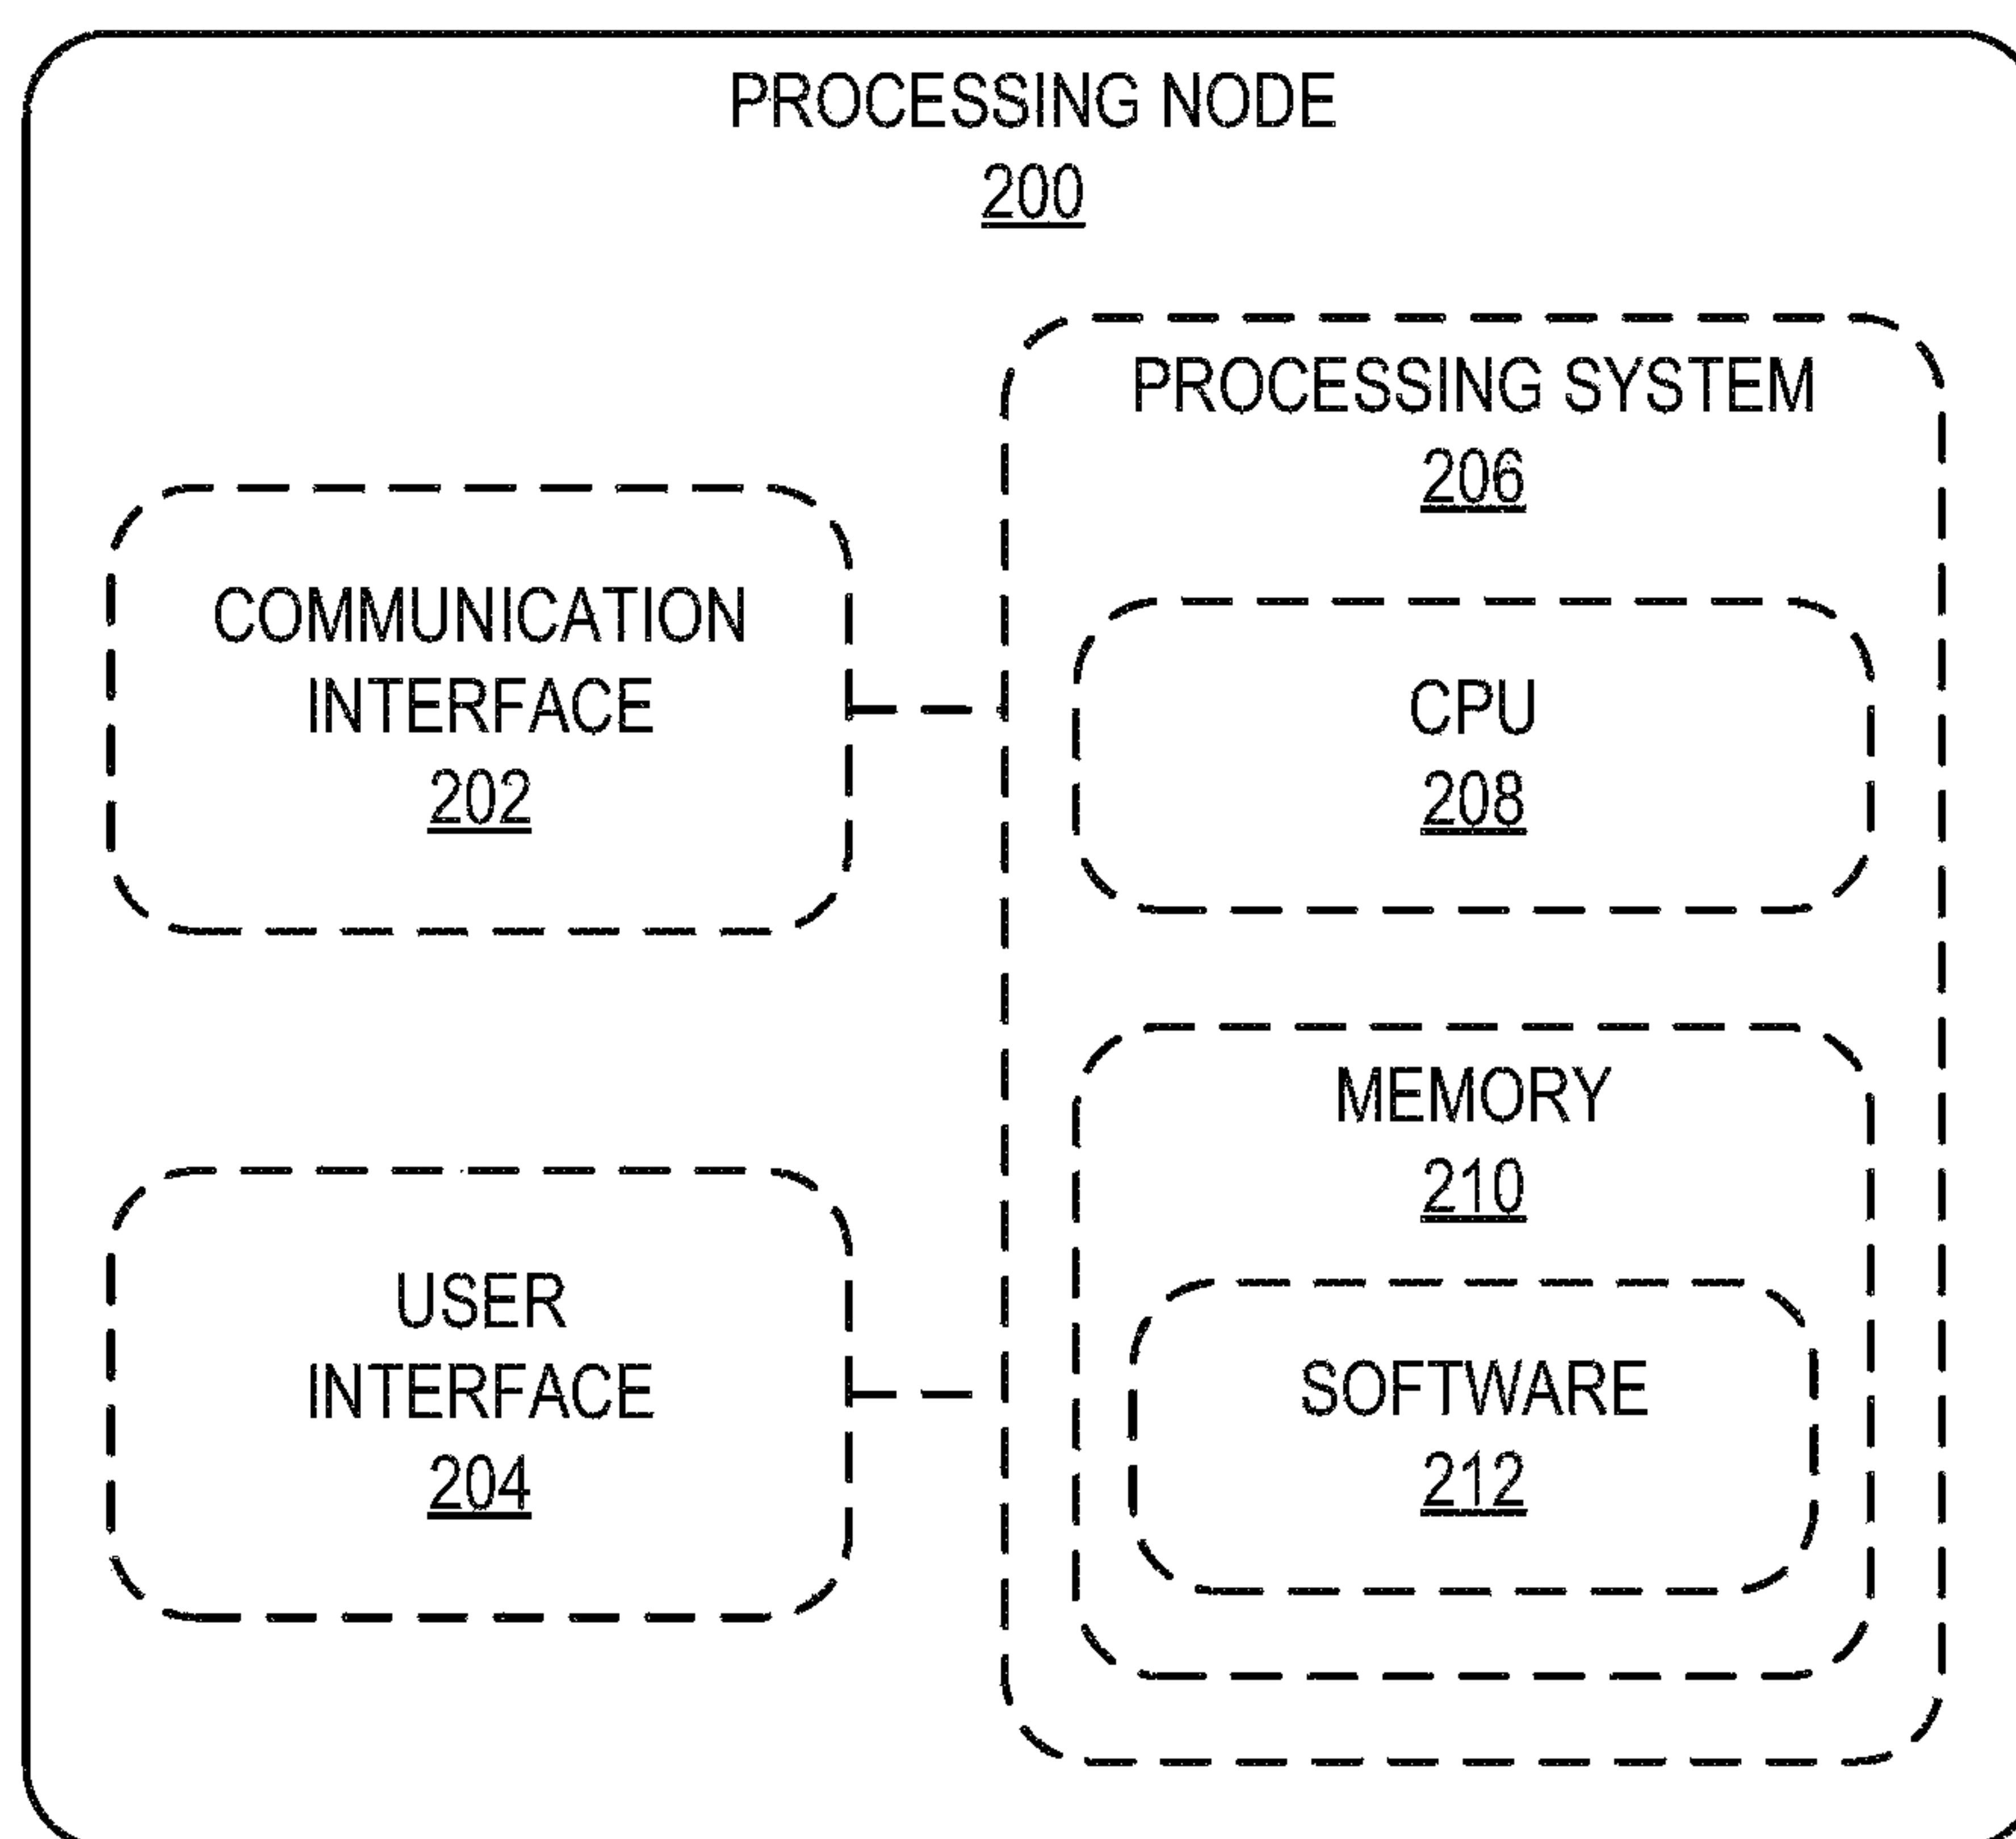 PROCESSING NODE
200
PROCESSING SYSTEM
206
COMMUNICATION
INTERFACE
202
CPU
208
MEMORY
210
USER
INTERFACE
204
SOFTWARE
212